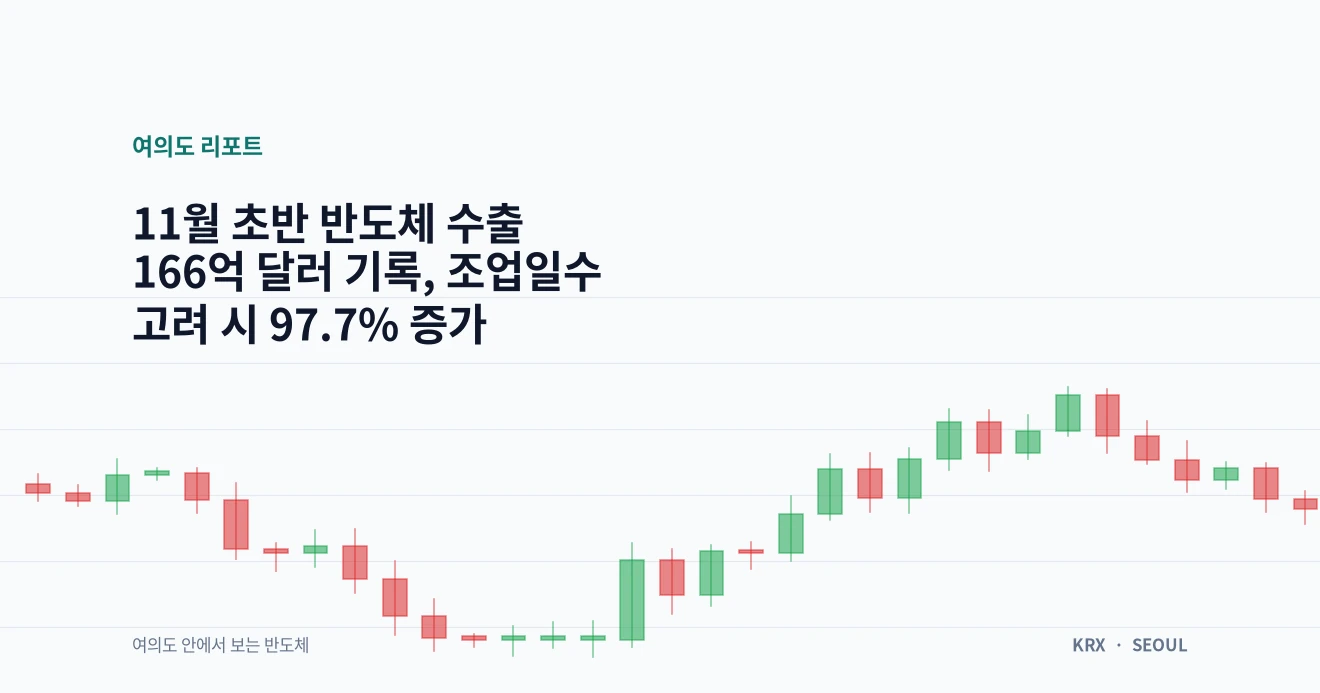 여의도 리포트
11월 초반 반도체 수출
166억 달러 기록, 조업일수
고려 시 97.7% 증가
여의도 안에서 보는 반도체
KRX · SEOUL